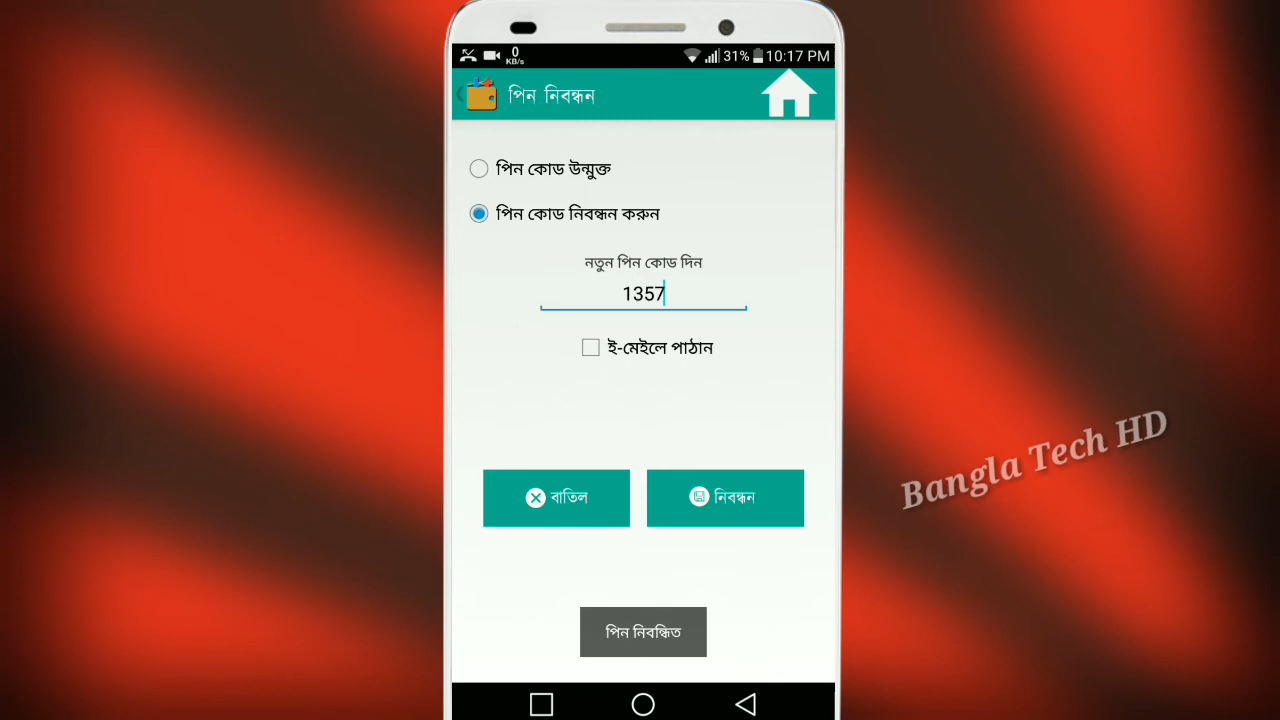 0
KB/s
31%
10:17 PM
পিন নিবন্ধন
পিন কোড উন্মুক্ত
পিন কোড নিবন্ধন করুন
নতুন পিন কোড দিন
1357
ই-মেইলে পাঠান
বাতিল
নিবন্ধন
পিন নিবন্ধিত
Bangla Tech HD